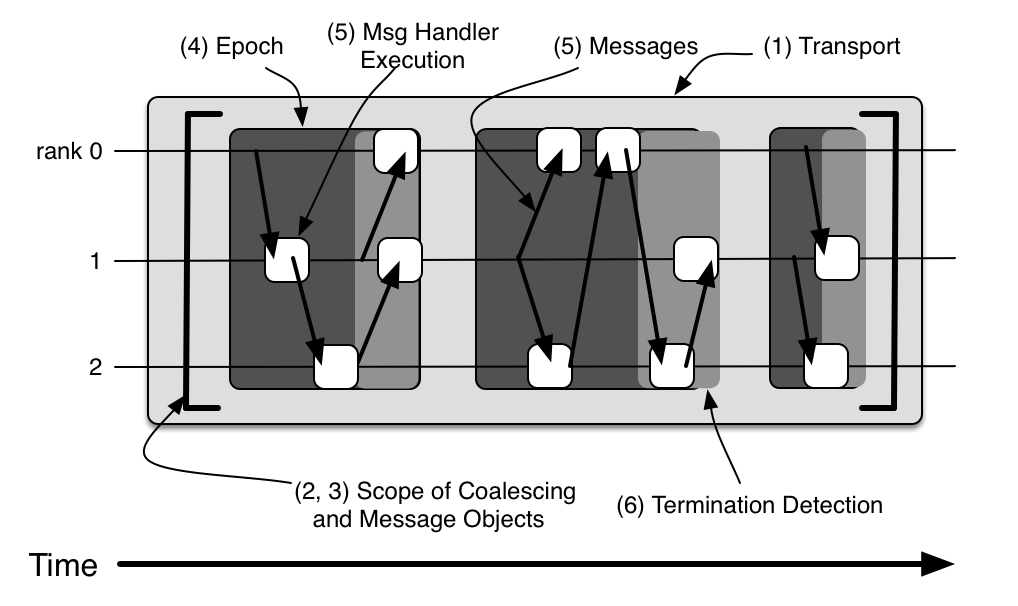 (4) Epoch
(5) Msg Handler
Execution
(5) Messages
(1) Transport
rank 0
1
2
(2, 3) Scope of Coalescing
and Message Objects
(6) Termination Detection
Time